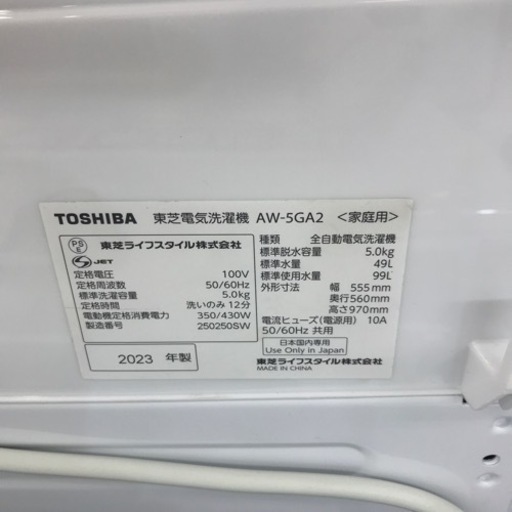 TOSHIBA 東芝電気洗濯機 AW-5GA2 <家庭用>
PS E 東芝ライフスタイル株式会社
S JET
定格電圧 100V
定格周波数 50/60Hz
標準洗濯容量 5.0kg
定格時間 洗いのみ 12分
電動機定格消費電力 350/430W
製造番号 250250SW
2023 年製
種類 全自動電気洗濯機
標準脱水容量 5.0kg
標準水量 49L
標準使用水量 99L
外形寸法 幅 555mm
奥行560mm
高さ970mm
電流ヒューズ(電源用) 10A
50/60Hz 共用
日本国内専用
Use Only in Japan
東芝ライフスタイル株式会社
MADE IN CHINA